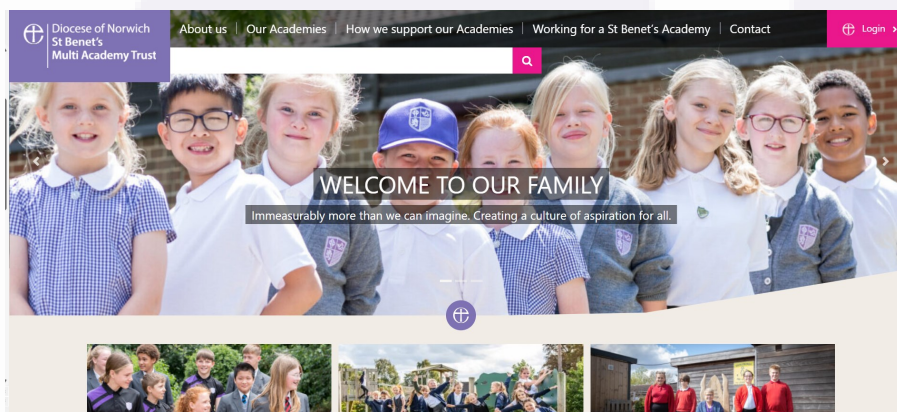 Diocese of Norwich
St Benet's
Multi Academy Trust
About us
Our Academies
How we support our Academies
Working for a St Benet's Academy
Contact
Login
WELCOME TO OUR FAMILY
Immeasurably more than we can imagine. Creating a culture of aspiration for all.